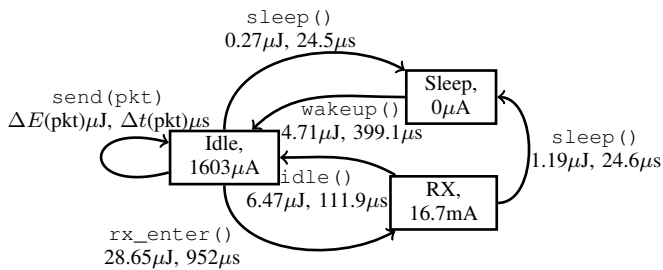 sleep()
0.27μJ, 24.5μs
send(pkt)
ΔE(pkt)μJ, Δt(pkt)μs
Sleep,
0μA
wakeup()
4.71μJ, 399.1μs
Idle,
1603μA
sleep()
1.19μJ, 24.6μs
idle()
6.47μJ, 111.9μs
RX,
16.7mA
rx_enter()
28.65μJ, 952μs